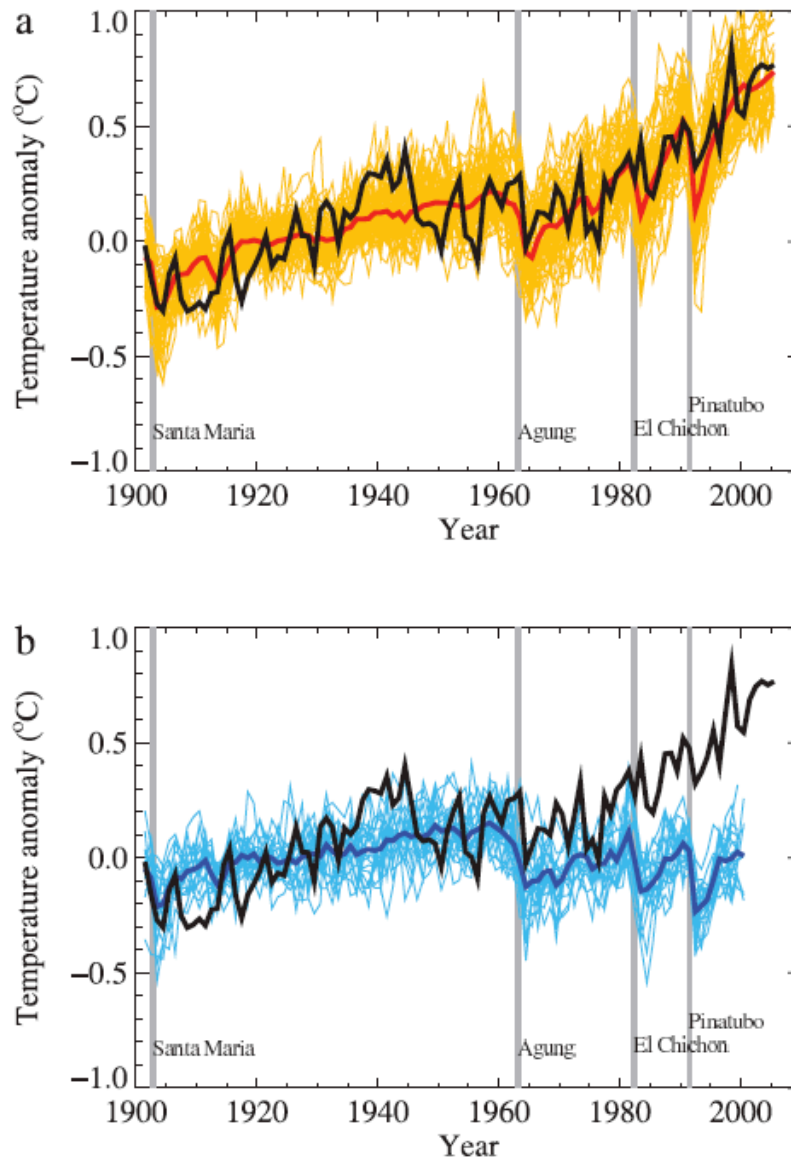 a
Temperature anomaly (°C)
1.0
0.5
0.0
−0.5
−1.0
Santa Maria
Agung
El Chichon
Pinatubo
1900 1920 1940 1960 1980 2000
Year
b
Temperature anomaly (°C)
1.0
0.5
0.0
−0.5
−1.0
Santa Maria
Agung
El Chichon
Pinatubo
1900 1920 1940 1960 1980 2000
Year